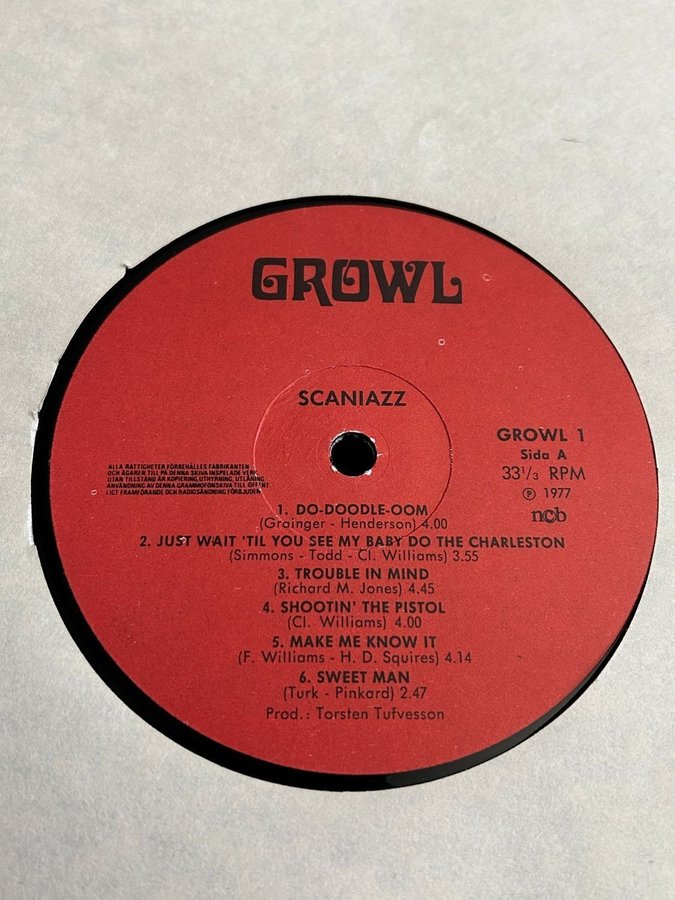 GROWL
SCANIAZZ
GROWL 1
Sida A
33 1/3 RPM
Ⓟ 1977
ncb
ALLA RÄTTIGHETER FÖRBEHÅLLES FABRIKANTEN
OCH ÄGAREN TILL PÅ DENNA SKIVA INSPELADE VERK
UTAN TILLSTÅND ÄR KOPIERING, UTHYRNING, UTLÅNING
ANVÄNDNING AV DENNA GRAMMOFONSKIVA TILL OFFENT
LIGT FRAMFÖRANDE OCH RADIOSÄNDNING FÖRBJUDEN
1. DO-DOODLE-OOM
(Grainger - Henderson) 4.00
2. JUST WAIT 'TIL YOU SEE MY BABY DO THE CHARLESTON
(Simmons - Todd - Cl. Williams) 3.55
3. TROUBLE IN MIND
(Richard M. Jones) 4.45
4. SHOOTIN' THE PISTOL
(Cl. Williams) 4.00
5. MAKE ME KNOW IT
(F. Williams - H. D. Squires) 4.14
6. SWEET MAN
(Turk - Pinkard) 2.47
Prod.: Torsten Tufvesson